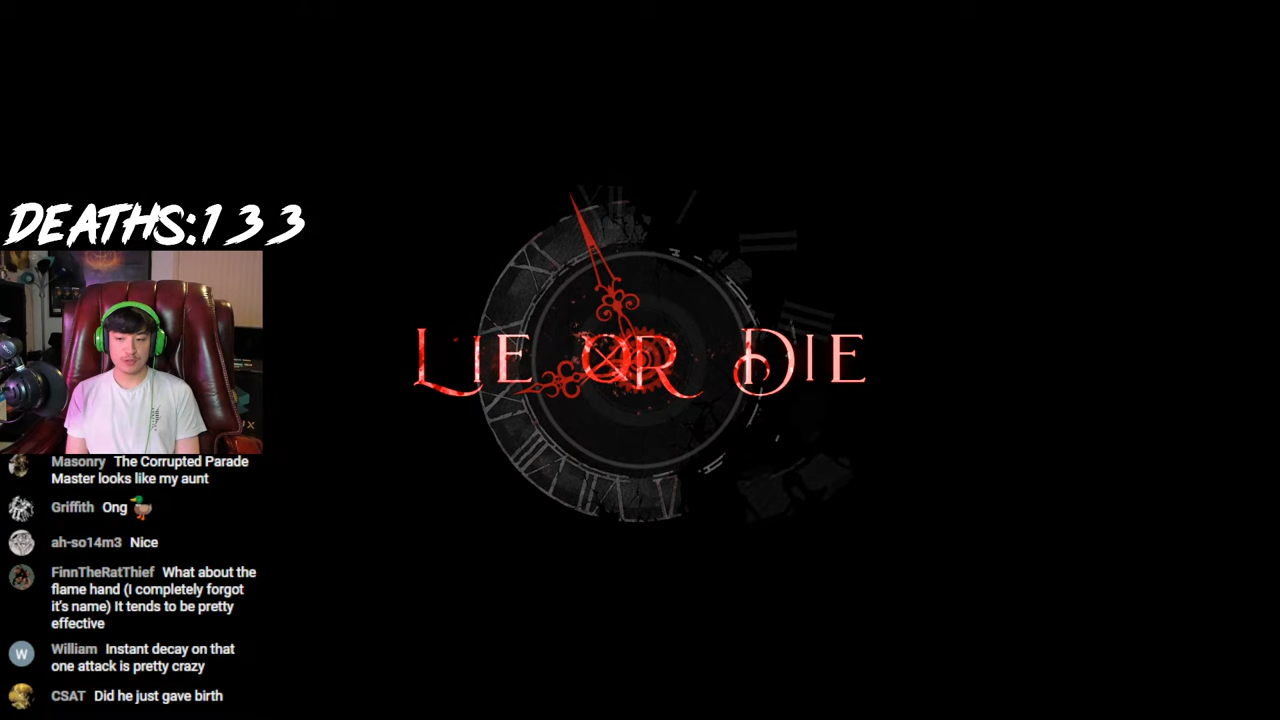 DEATHS:133
LIE OR DIE
Masonry The Corrupted Parade
Master looks like my aunt
Griffith Ong
ah-so14m3 Nice
FinnTheRatThief What about the
flame hand (I completely forgot
it's name) It tends to be pretty
effective
W William Instant decay on that
one attack is pretty crazy
CSAT Did he just gave birth